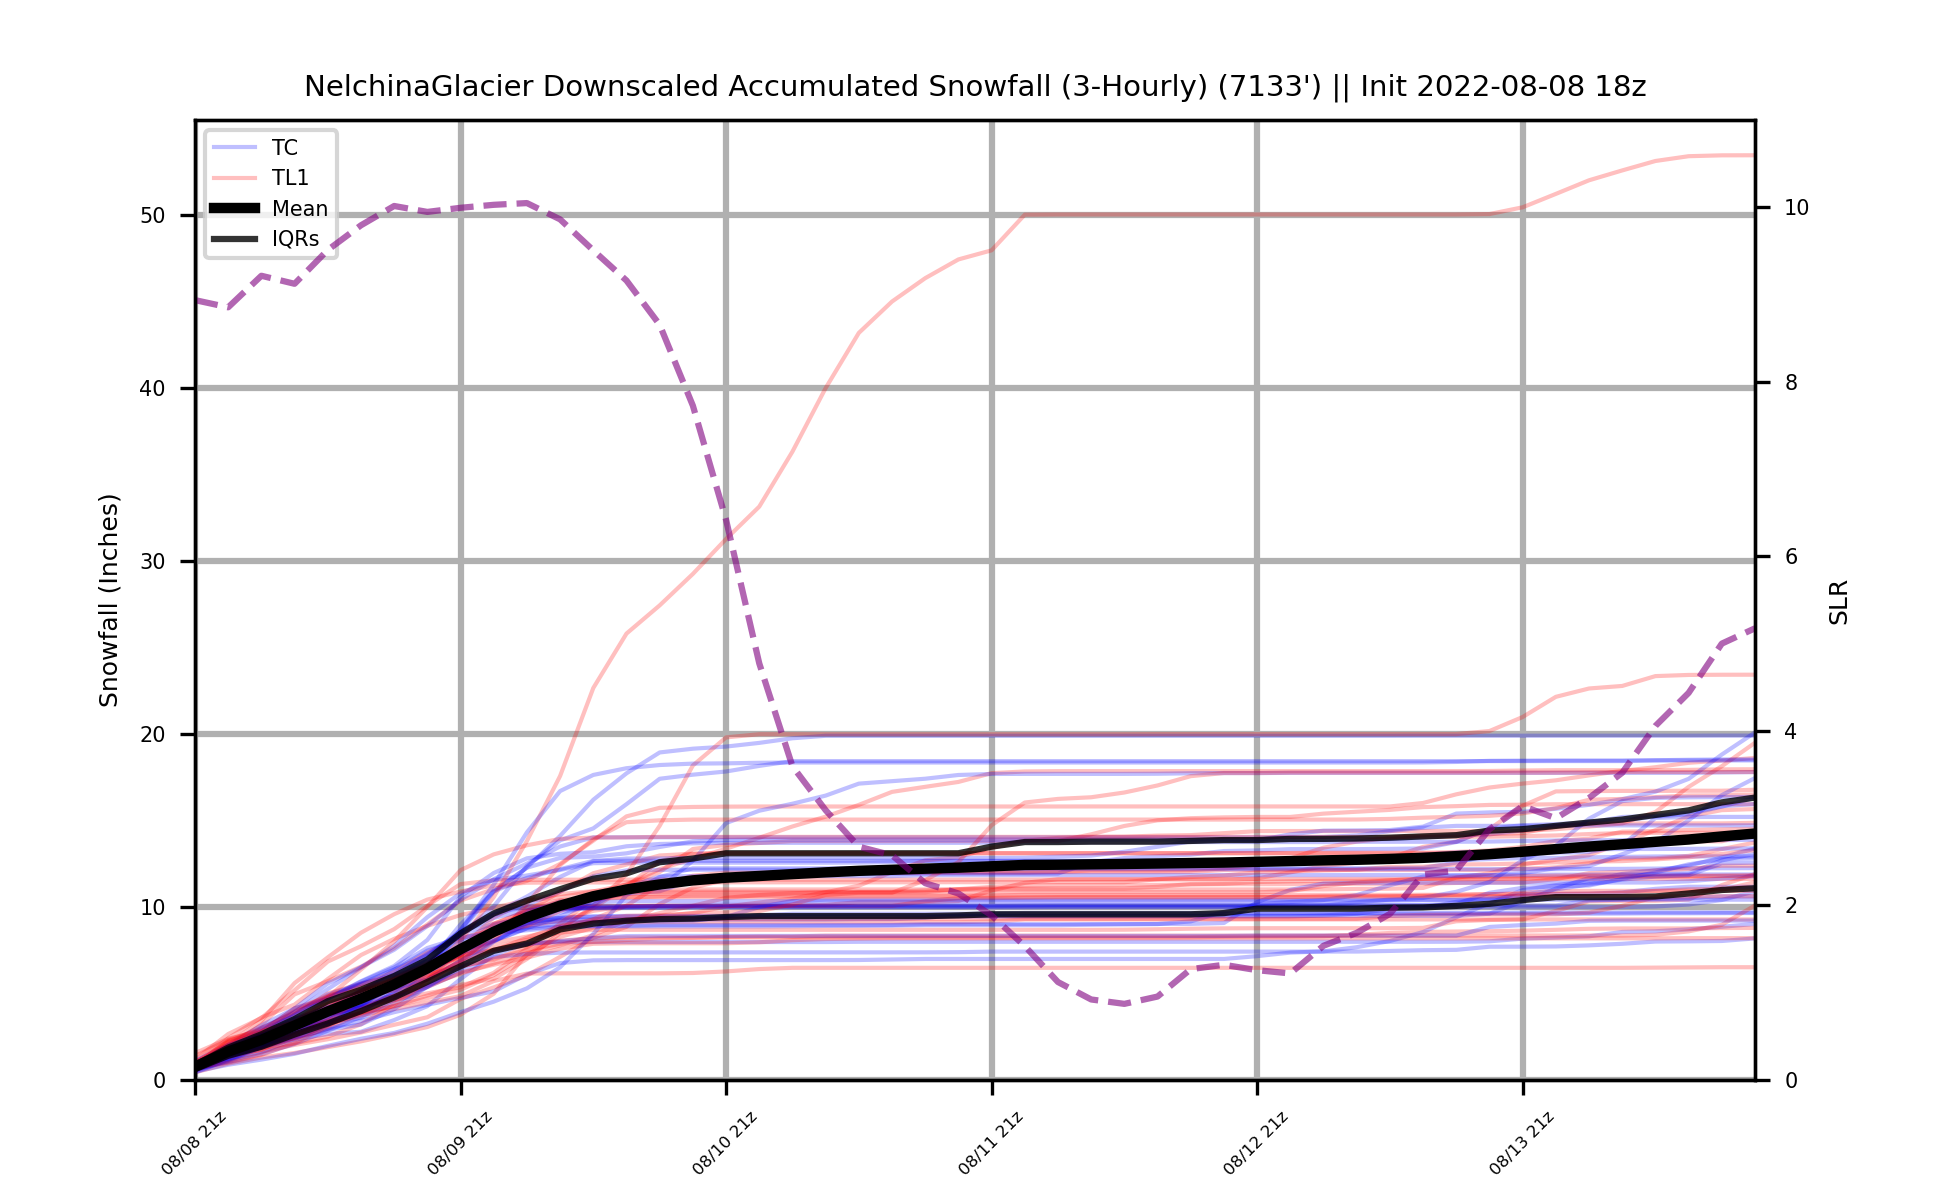 NelchinaGlacier Downscaled Accumulated Snowfall (3-Hourly) (7133') || Init 2022-08-08 18z
TC
TL1
Mean
IQRs
50
40
30
20
10
0
Snowfall (Inches)
10
8
6
4
2
0
SLR
08/08 21z
08/09 21z
08/10 21z
08/11 21z
08/12 21z
08/13 21z